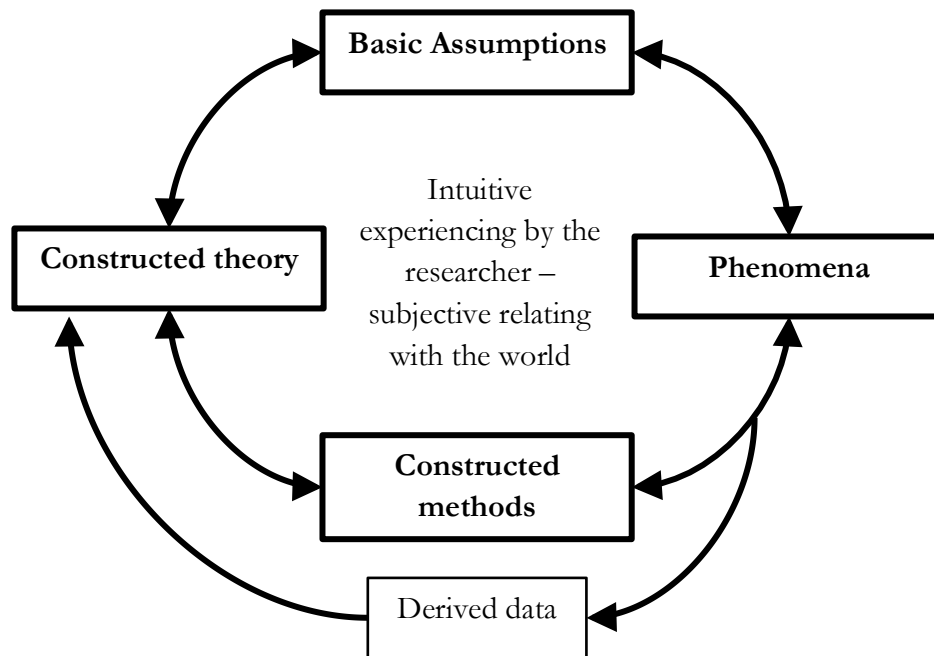 Basic Assumptions
Intuitive
experiencing by the
researcher –
subjective relating
with the world
Constructed theory
Phenomena
Constructed
methods
Derived data